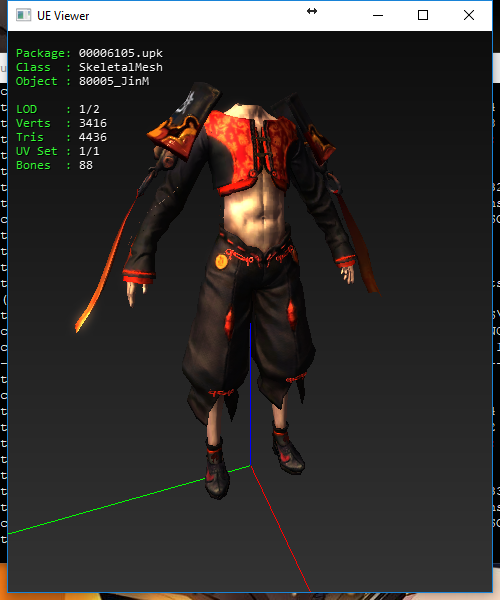 UE Viewer
Package: 00006105.upk
Class : SkeletalMesh
Object : 80005_JinM
LOD : 1/2
Verts : 3416
Tris : 4436
UV Set : 1/1
Bones : 88